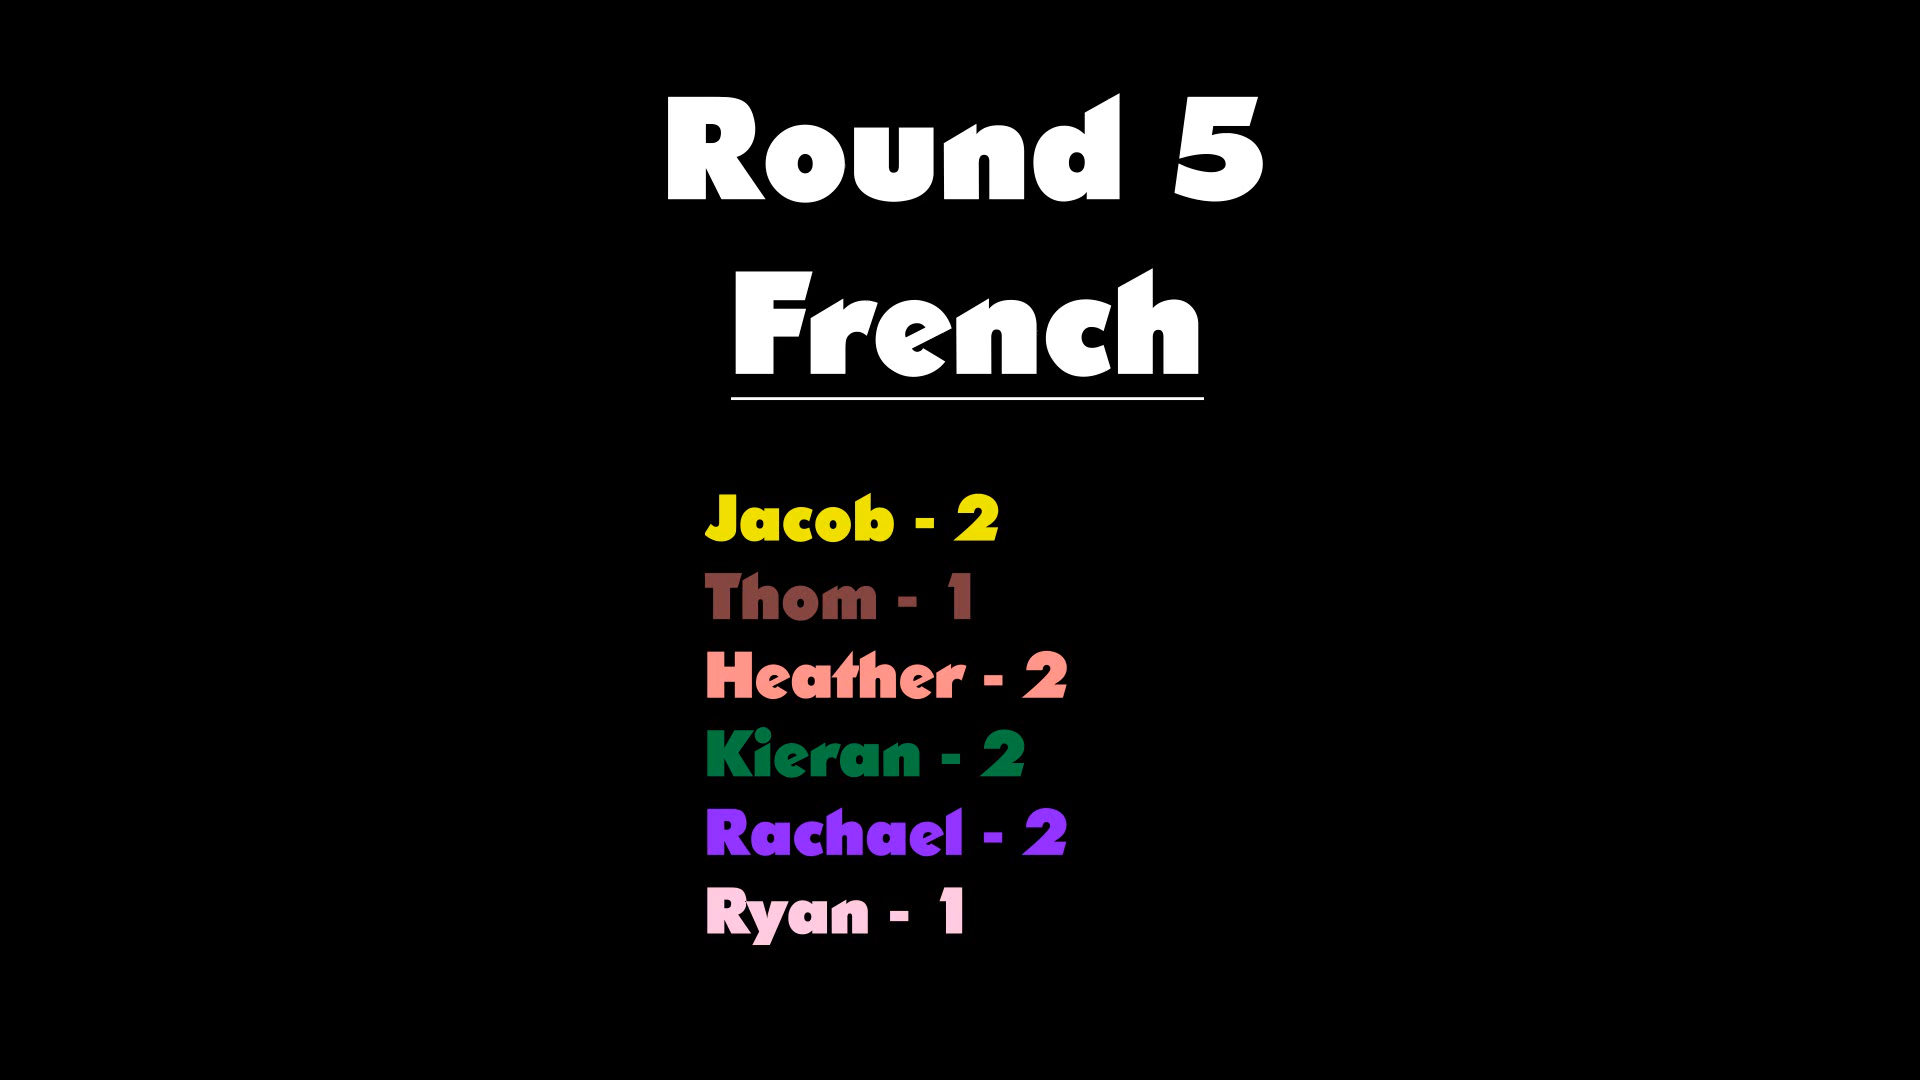 Round 5
French
Jacob - 2
Thom - 1
Heather - 2
Kieran - 2
Rachael - 2
Ryan - 1